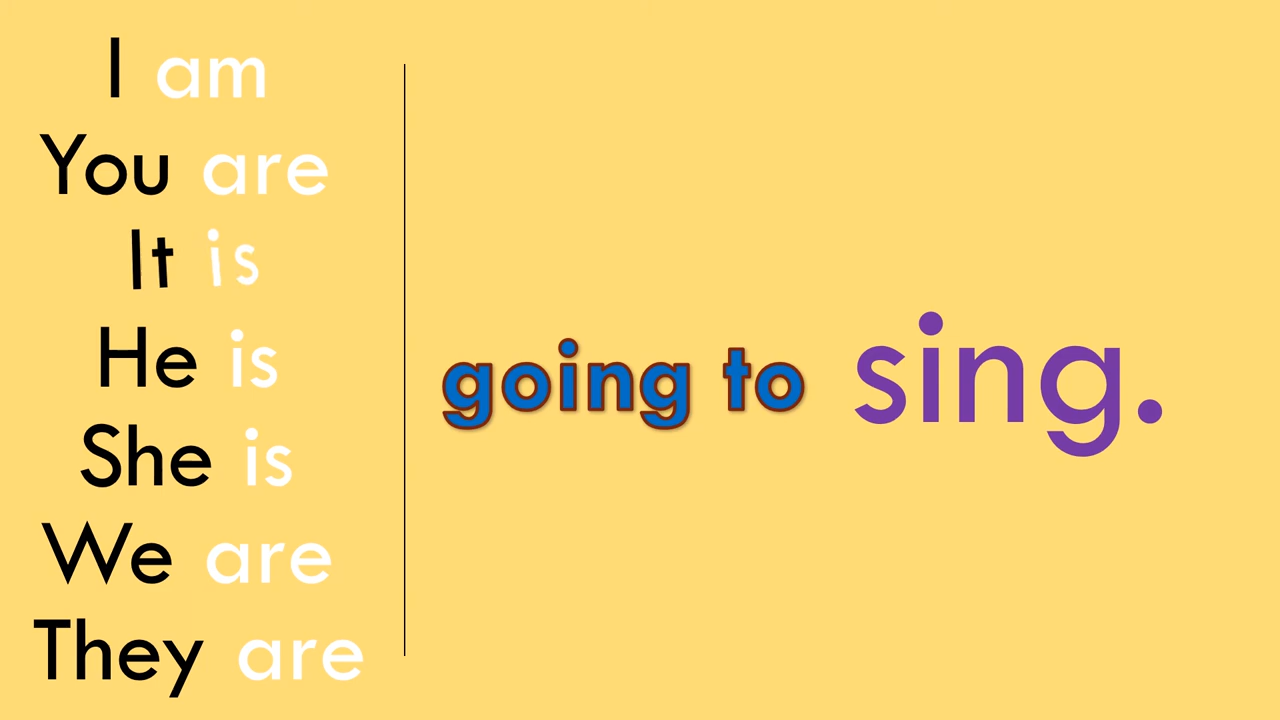 I am
You are
It is
He is
She is
We are
They are
going to sing.